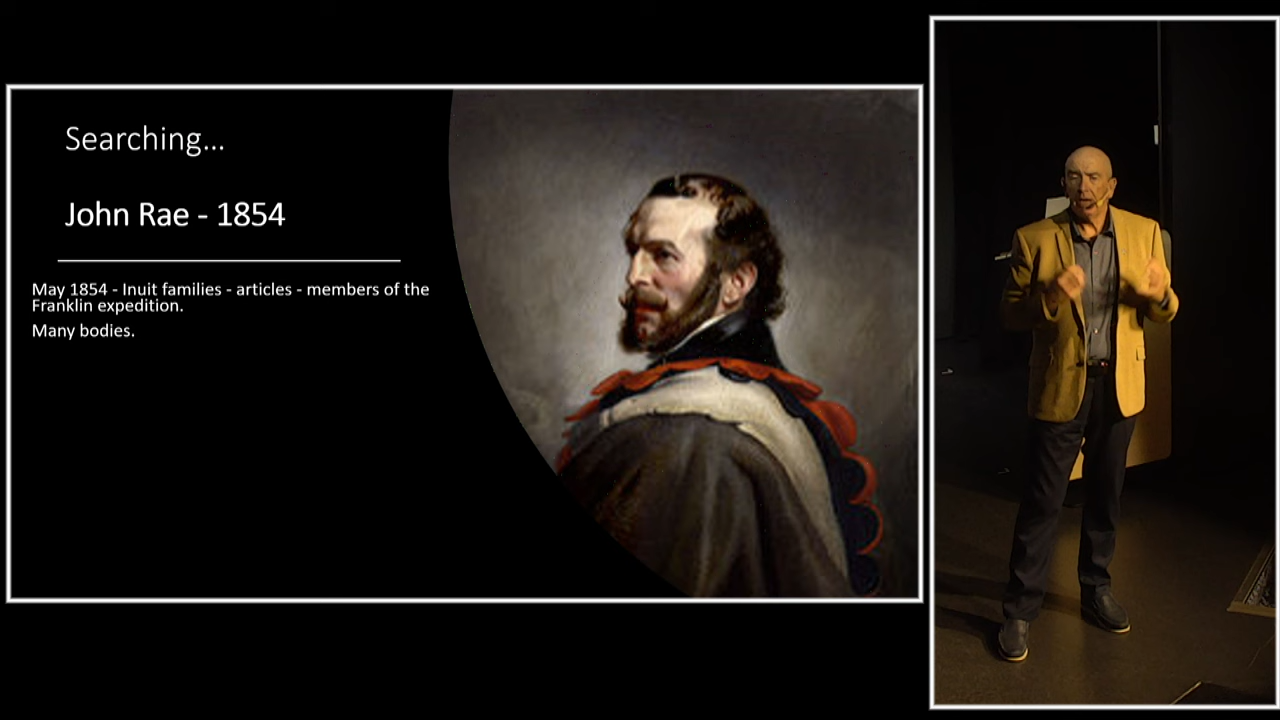 Searching...
John Rae - 1854
May 1854 - Inuit families - articles - members of the
Franklin expedition.
Many bodies.